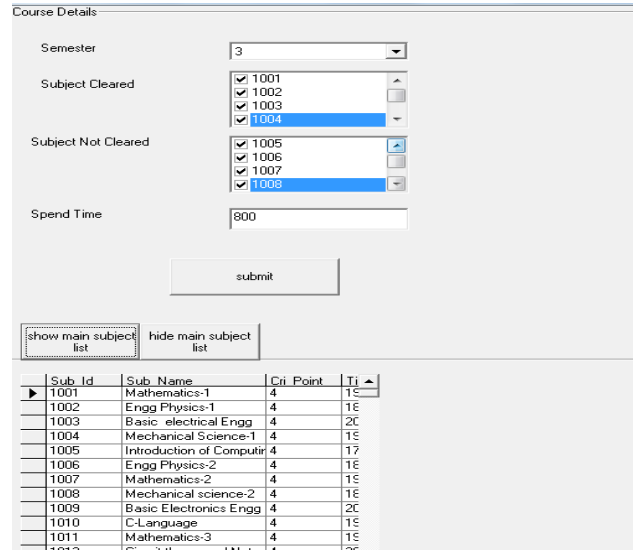 Course Details
Semester 3
Subject Cleared
1001
1002
1003
1004
Subject Not Cleared
1005
1006
1007
1008
Spend Time 800
submit
show main subject list
hide main subject list
Sub_Id Sub_Name Cri_Point
1001 Mathematics-1 4
1002 Engg Physics-1 4
1003 Basic electrical Engg 4
1004 Mechanical Science-1 4
1005 Introduction of Computin 4
1006 Engg Physics-2 4
1007 Mathematics-2 4
1008 Mechanical science-2 4
1009 Basic Electronics Engg 4
1010 C-Language 4
1011 Mathematics-3 4